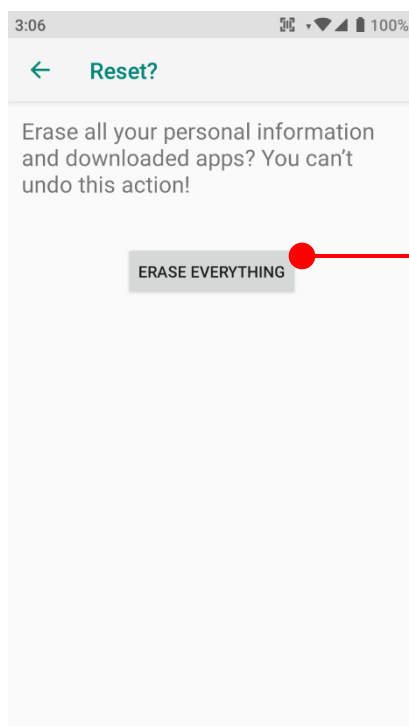 3:06 100%
Reset?
Erase all your personal information
and downloaded apps? You can't
undo this action!
ERASE EVERYTHING